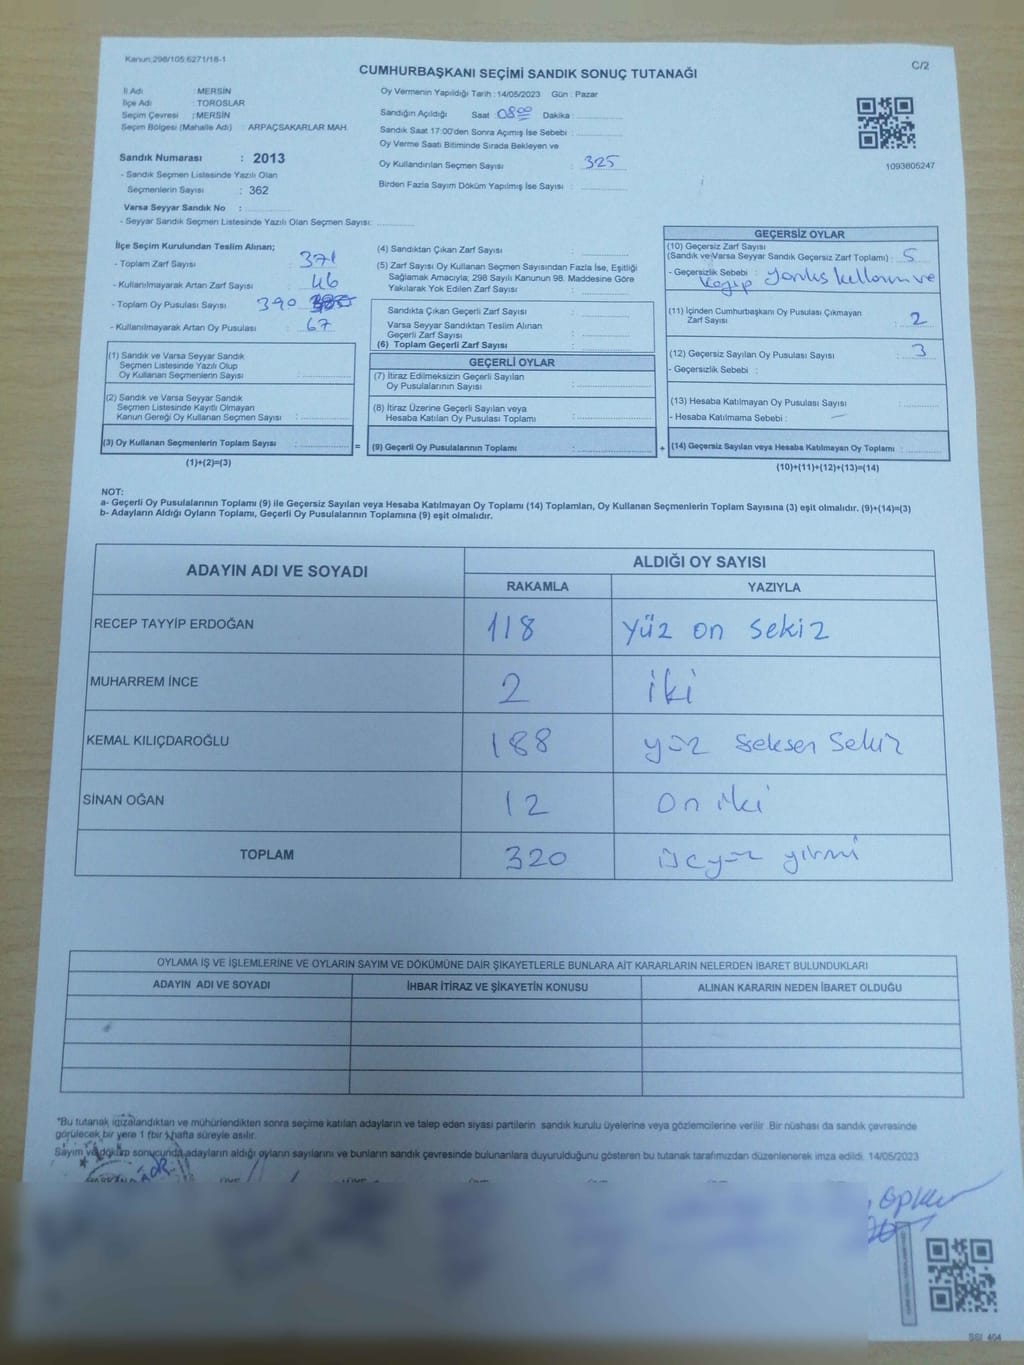 Kanun:298/105,6271/16-1
CUMHURBAŞKANI SEÇİMİ SANDIK SONUÇ TUTANAĞI
C/2
İl Adı : MERSİN
İlçe Adı : TOROSLAR
Seçim Çevresi : MERSİN
Seçim Bölgesi (Mahalle Adı) : ARPAÇSAKARLAR MAH.
Sandık Numarası : 2013
- Sandık Seçmen Listesinde Yazılı Olan
Seçmenlerin Sayısı : 362
Varsa Seyyar Sandık No :
- Seyyar Sandık Seçmen Listesinde Yazılı Olan Seçmen Sayısı:
Oy Vermenin Yapıldığı Tarih : 14/05/2023 Gün : Pazar
Sandığın Açıldığı Saat : 08 00 Dakika :
Sandık Saat 17:00'den Sonra Açımış İse Sebebi :
Oy Verme Saati Bitiminde Sırada Bekleyen ve
Oy Kullandırılan Seçmen Sayısı : 325
Birden Fazla Sayım Döküm Yapılmış İse Sayısı :
1093605247
İlçe Seçim Kurulundan Teslim Alınan;
- Toplam Zarf Sayısı : 371
- Kullanılmayarak Artan Zarf Sayısı : 46
- Toplam Oy Pusulası Sayısı : 390
- Kullanılmayarak Artan Oy Pusulası : 67
(1) Sandık ve Varsa Seyyar Sandık
Seçmen Listesinde Yazılı Olup
Oy Kullanan Seçmenlerin Sayısı :
(2) Sandık ve Varsa Seyyar Sandık
Seçmen Listesinde Kayıtlı Olmayan
Kanun Gereği Oy Kullanan Seçmen Sayısı :
(3) Oy Kullanan Seçmenlerin Toplam Sayısı :
(1)+(2)=(3)
(4) Sandıktan Çıkan Zarf Sayısı :
(5) Zarf Sayısı Oy Kullanan Seçmen Sayısından Fazla İse, Eşitliği
Sağlamak Amacıyla; 298 Sayılı Kanunun 98. Maddesine Göre
Yakılarak Yok Edilen Zarf Sayısı :
Sandıkta Çıkan Geçerli Zarf Sayısı :
Varsa Seyyar Sandıktan Teslim Alınan
Geçerli Zarf Sayısı :
(6) Toplam Geçerli Zarf Sayısı :
GEÇERLİ OYLAR
(7) İtiraz Edilmeksizin Geçerli Sayılan
Oy Pusulalarının Sayısı :
(8) İtiraz Üzerine Geçerli Sayılan veya
Hesaba Katılan Oy Pusulası Toplamı :
=
(9) Geçerli Oy Pusulalarının Toplamı :
+
GEÇERSİZ OYLAR
(10) Geçersiz Zarf Sayısı
(Sandık ve Varsa Seyyar Sandık Geçersiz Zarf Toplamı) : 5
- Geçersizlik Sebebi :
(11) İçinden Cumhurbaşkanı Oy Pusulası Çıkmayan
Zarf Sayısı : 2
(12) Geçersiz Sayılan Oy Pusulası Sayısı : 3
- Geçersizlik Sebebi :
(13) Hesaba Katılmayan Oy Pusulası Sayısı :
- Hesaba Katılmama Sebebi :
(14) Geçersiz Sayılan veya Hesaba Katılmayan Oy Toplamı :
(10)+(11)+(12)+(13)=(14)
NOT:
a- Geçerli Oy Pusulalarının Toplamı (9) ile Geçersiz Sayılan veya Hesaba Katılmayan Oy Toplamı (14) Toplamları, Oy Kullanan Seçmenlerin Toplam Sayısına (3) eşit olmalıdır. (9)+(14)=(3)
b- Adayların Aldığı Oyların Toplamı, Geçerli Oy Pusulalarının Toplamına (9) eşit olmalıdır.
ADAYIN ADI VE SOYADI
ALDIĞI OY SAYISI
RAKAMLA YAZIYLA
RECEP TAYYİP ERDOĞAN 118 yüz on sekiz
MUHARREM İNCE 2 iki
KEMAL KILIÇDAROĞLU 188 yüz seksen sekiz
SİNAN OĞAN 12 on iki
TOPLAM 320 üçyüz yirmi
OYLAMA İŞ VE İŞLEMLERİNE VE OYLARIN SAYIM VE DÖKÜMÜNE DAİR ŞİKAYETLERLE BUNLARA AİT KARARLARIN NELERDEN İBARET BULUNDUKLARI
ADAYIN ADI VE SOYADI İHBAR İTİRAZ VE ŞİKAYETİN KONUSU ALINAN KARARIN NEDEN İBARET OLDUĞU
"Bu tutanak imzalandıktan ve mühürlendikten sonra seçime katılan adayların ve talep eden siyasi partilerin sandık kurulu üyelerine veya gözlemcilerine verilir. Bir nüshası da sandık çevresinde
görülecek bir yere 1 (bir) hafta süreyle asılır.
Sayım ve döküm sonucunda adayların aldığı oyların sayılarını ve bunların sandık çevresinde bulunanlara duyurulduğunu gösteren bu tutanak tarafımızdan düzenlenerek imza edildi. 14/05/2023
SSI 404